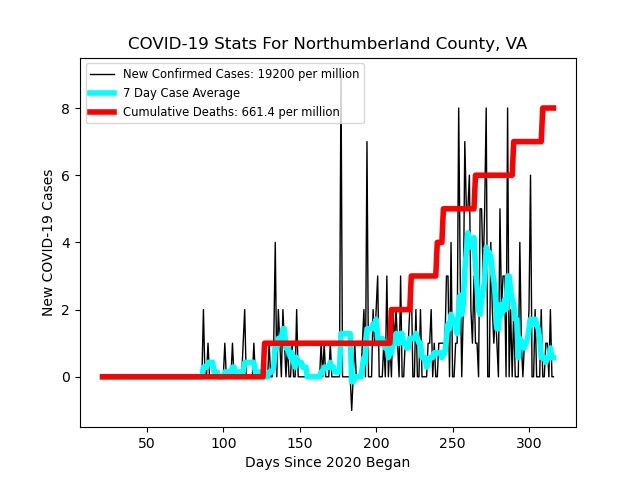 COVID-19 Stats For Northumberland County, VA
New Confirmed Cases: 19200 per million
7 Day Case Average
Cumulative Deaths: 661.4 per million
New COVID-19 Cases
8
6
4
2
0
50 100 150 200 250 300
Days Since 2020 Began